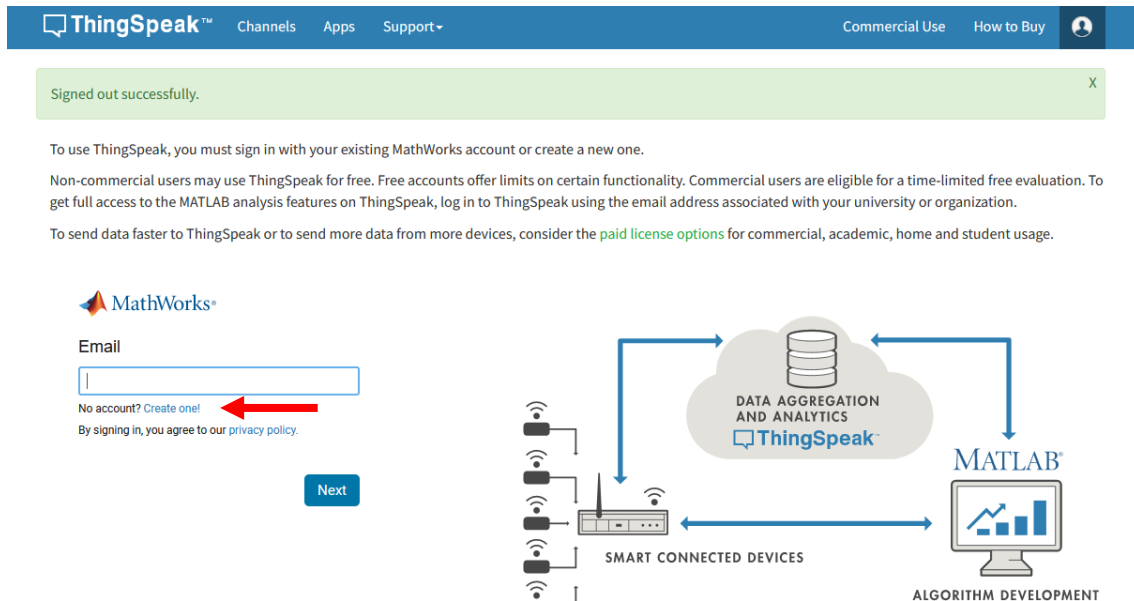 ThingSpeak™ Channels Apps Support Commercial Use How to Buy
Signed out successfully. X
To use ThingSpeak, you must sign in with your existing MathWorks account or create a new one.
Non-commercial users may use ThingSpeak for free. Free accounts offer limits on certain functionality. Commercial users are eligible for a time-limited free evaluation. To
get full access to the MATLAB analysis features on ThingSpeak, log in to ThingSpeak using the email address associated with your university or organization.
To send data faster to ThingSpeak or to send more data from more devices, consider the paid license options for commercial, academic, home and student usage.
MathWorks®
Email
No account? Create one!
By signing in, you agree to our privacy policy.
Next
DATA AGGREGATION
AND ANALYTICS
ThingSpeak™
MATLAB®
SMART CONNECTED DEVICES
ALGORITHM DEVELOPMENT